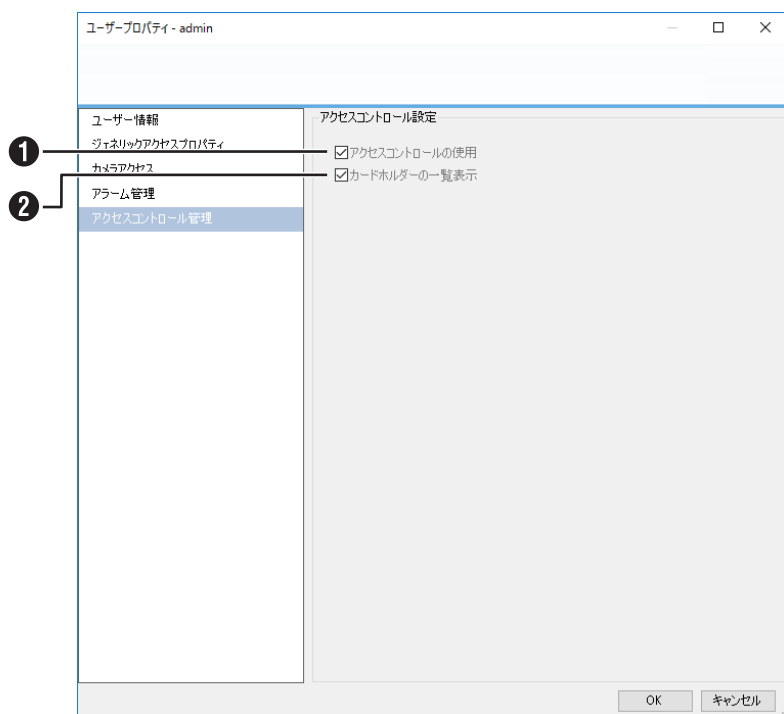 ユーザープロパティ - admin
ユーザー情報
ジェネリックアクセスプロパティ
カメラアクセス
アラーム管理
アクセスコントロール管理
アクセスコントロール設定
❶
アクセスコントロールの使用
❷
カードホルダーの一覧表示
OK
キャンセル